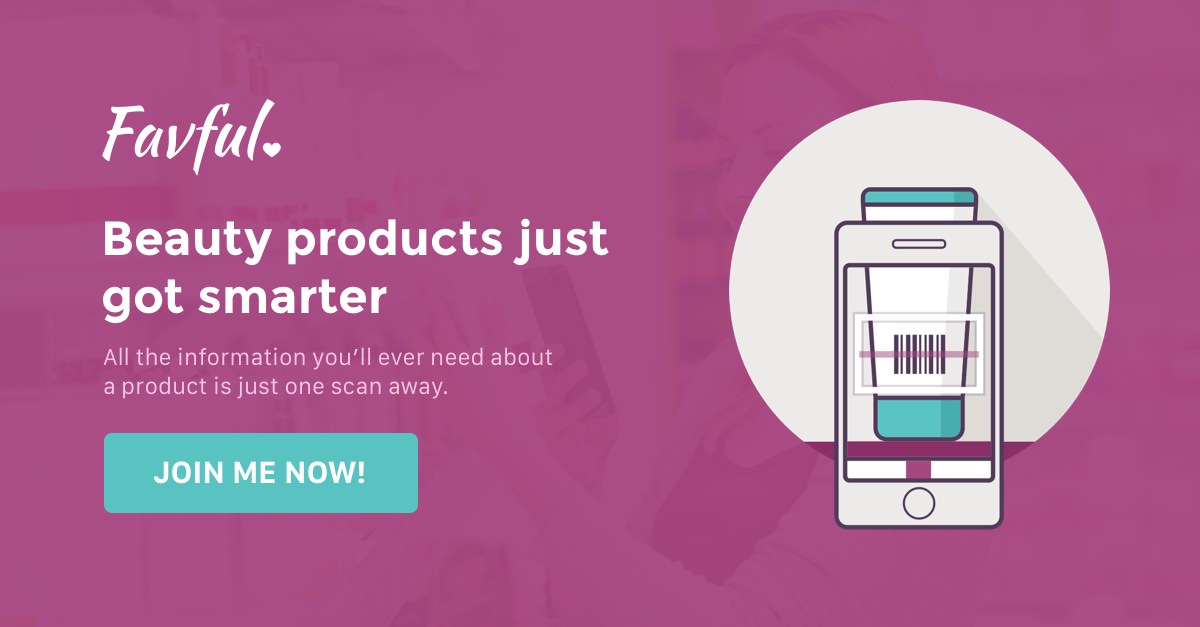 Favful
Beauty products just
got smarter
All the information you’ll ever need about
a product is just one scan away.
JOIN ME NOW!